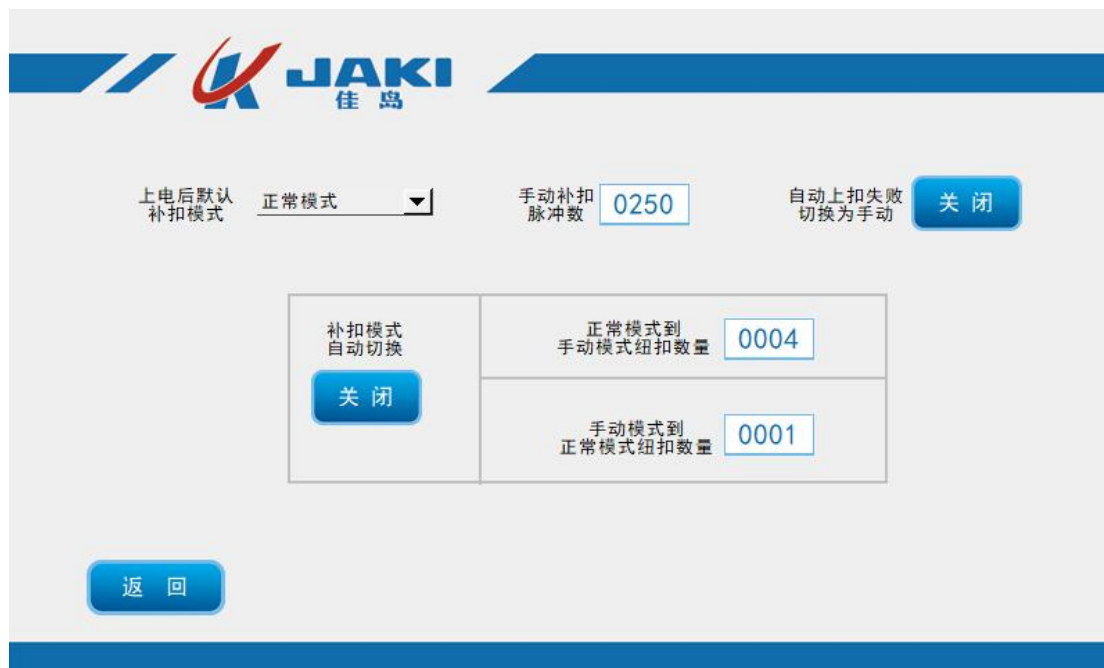 JAKI
佳岛
上电后默认
补扣模式
正常模式
手动补扣
脉冲数
0250
自动上扣失败
切换为手动
关闭
补扣模式
自动切换
关闭
正常模式到
手动模式纽扣数量
0004
手动模式到
正常模式纽扣数量
0001
返回